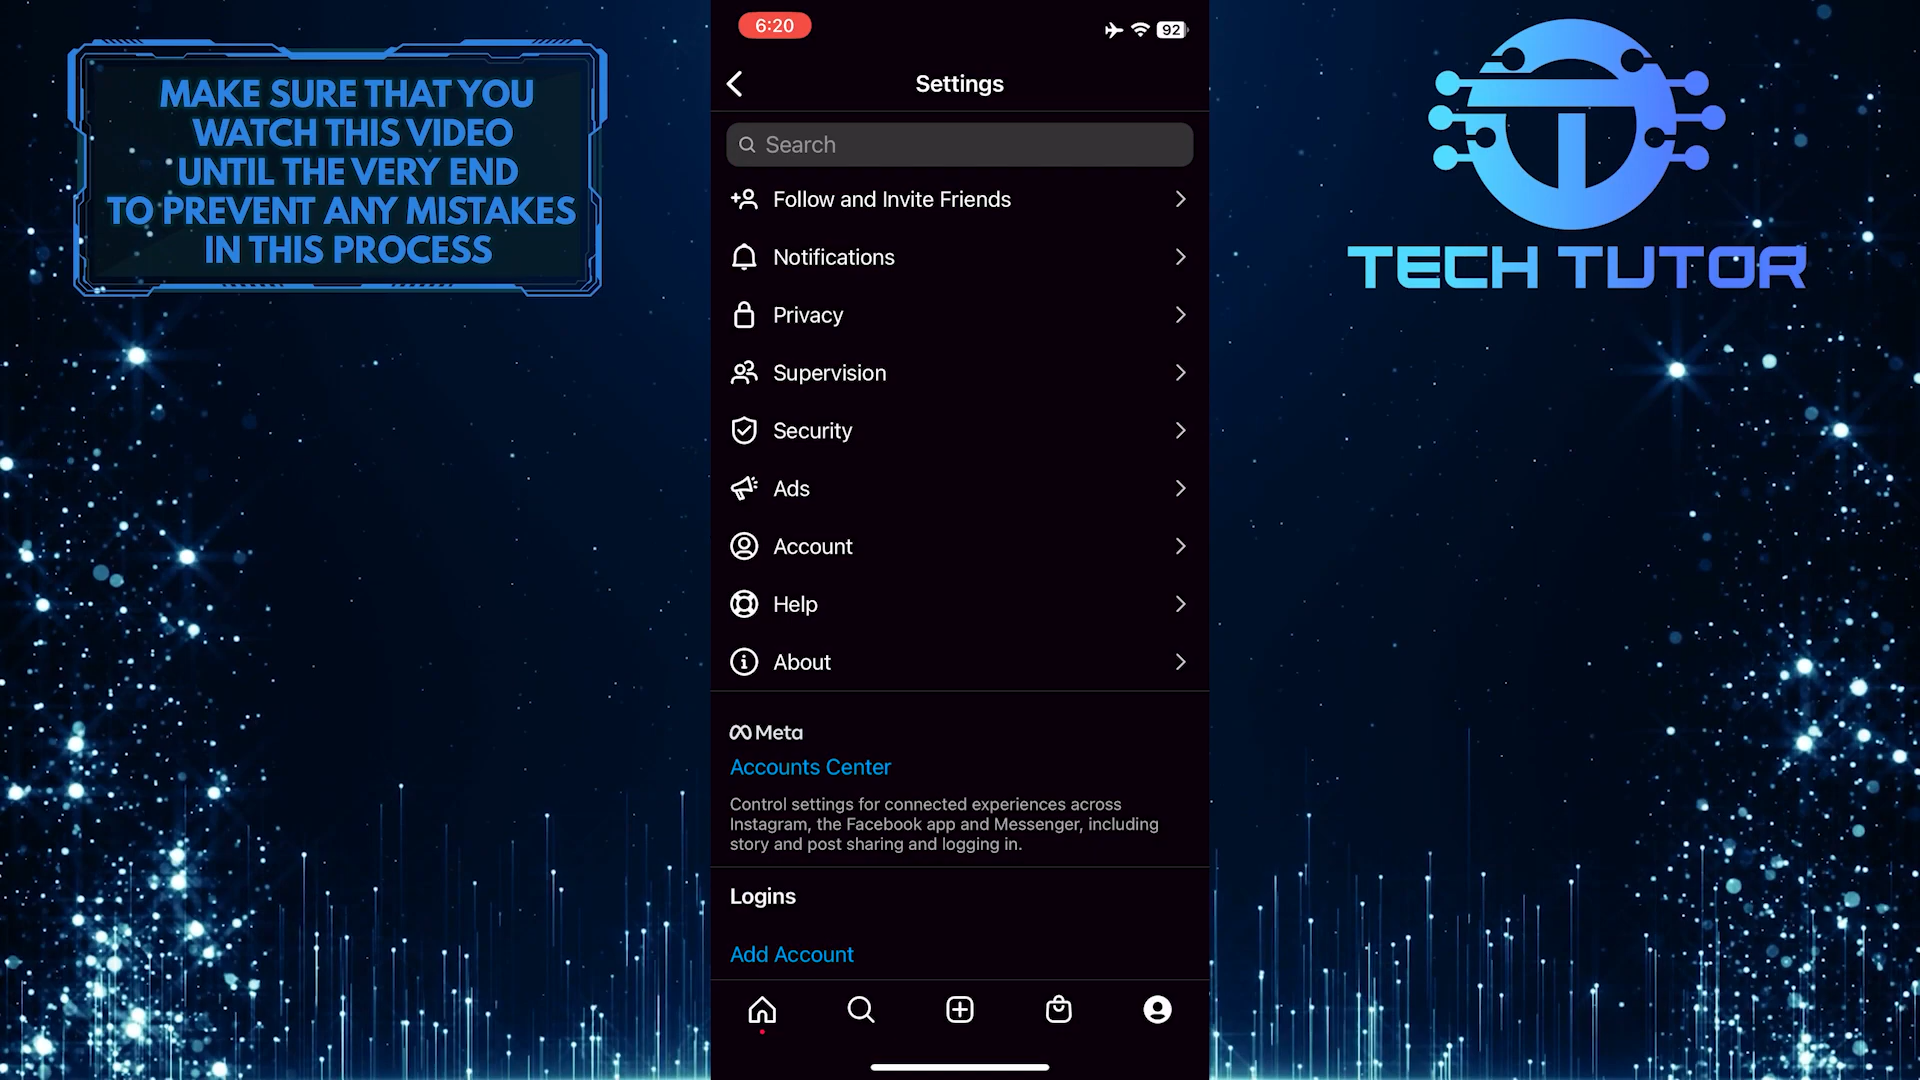 MAKE SURE THAT YOU
WATCH THIS VIDEO
UNTIL THE VERY END
TO PREVENT ANY MISTAKES
IN THIS PROCESS
6:20
92
Settings
Search
Follow and Invite Friends
Notifications
Privacy
Supervision
Security
Ads
Account
Help
About
Meta
Accounts Center
Control settings for connected experiences across
Instagram, the Facebook app and Messenger, including
story and post sharing and logging in.
Logins
Add Account
TECH TUTOR